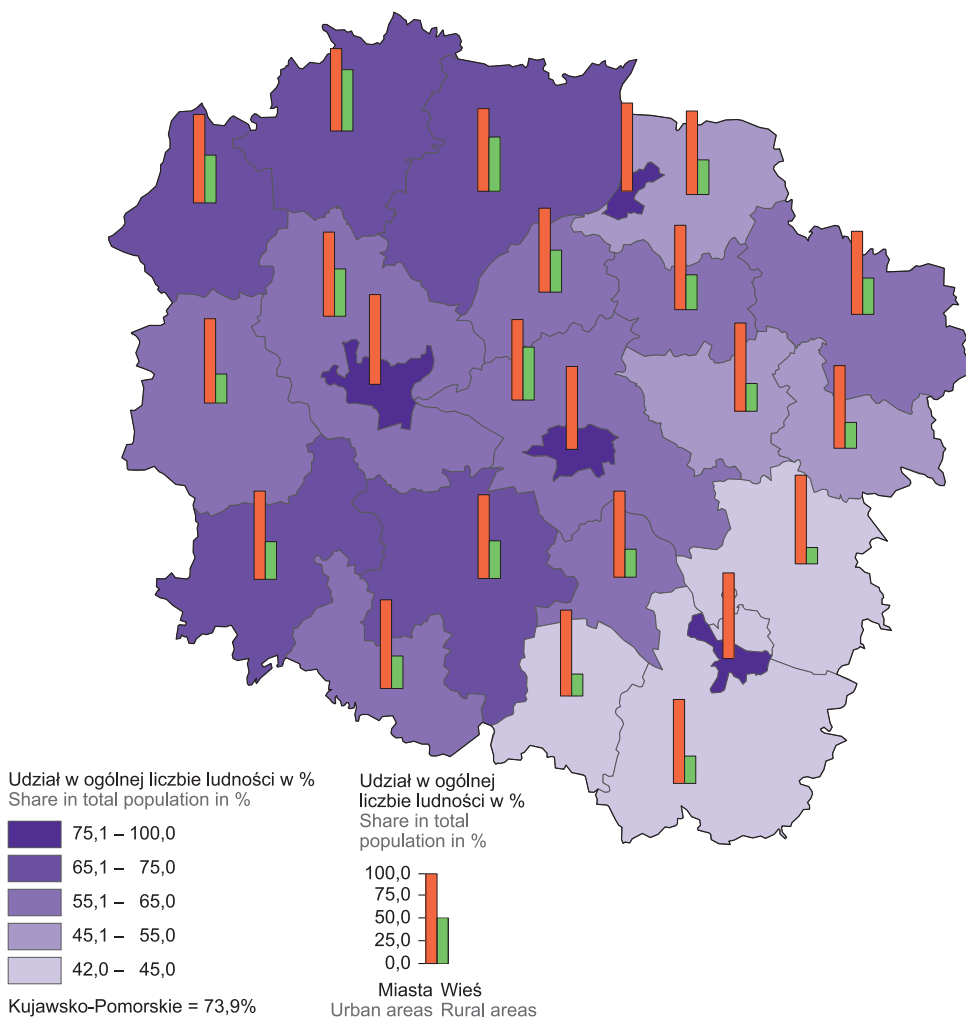 Udział w ogólnej liczbie ludności w %
Share in total population in %
75,1 – 100,0
65,1 – 75,0
55,1 – 65,0
45,1 – 55,0
42,0 – 45,0
Kujawsko-Pomorskie = 73,9%
Udział w ogólnej
liczbie ludności w %
Share in total
population in %
100,0
75,0
50,0
25,0
0,0
Miasta Wieś
Urban areas Rural areas